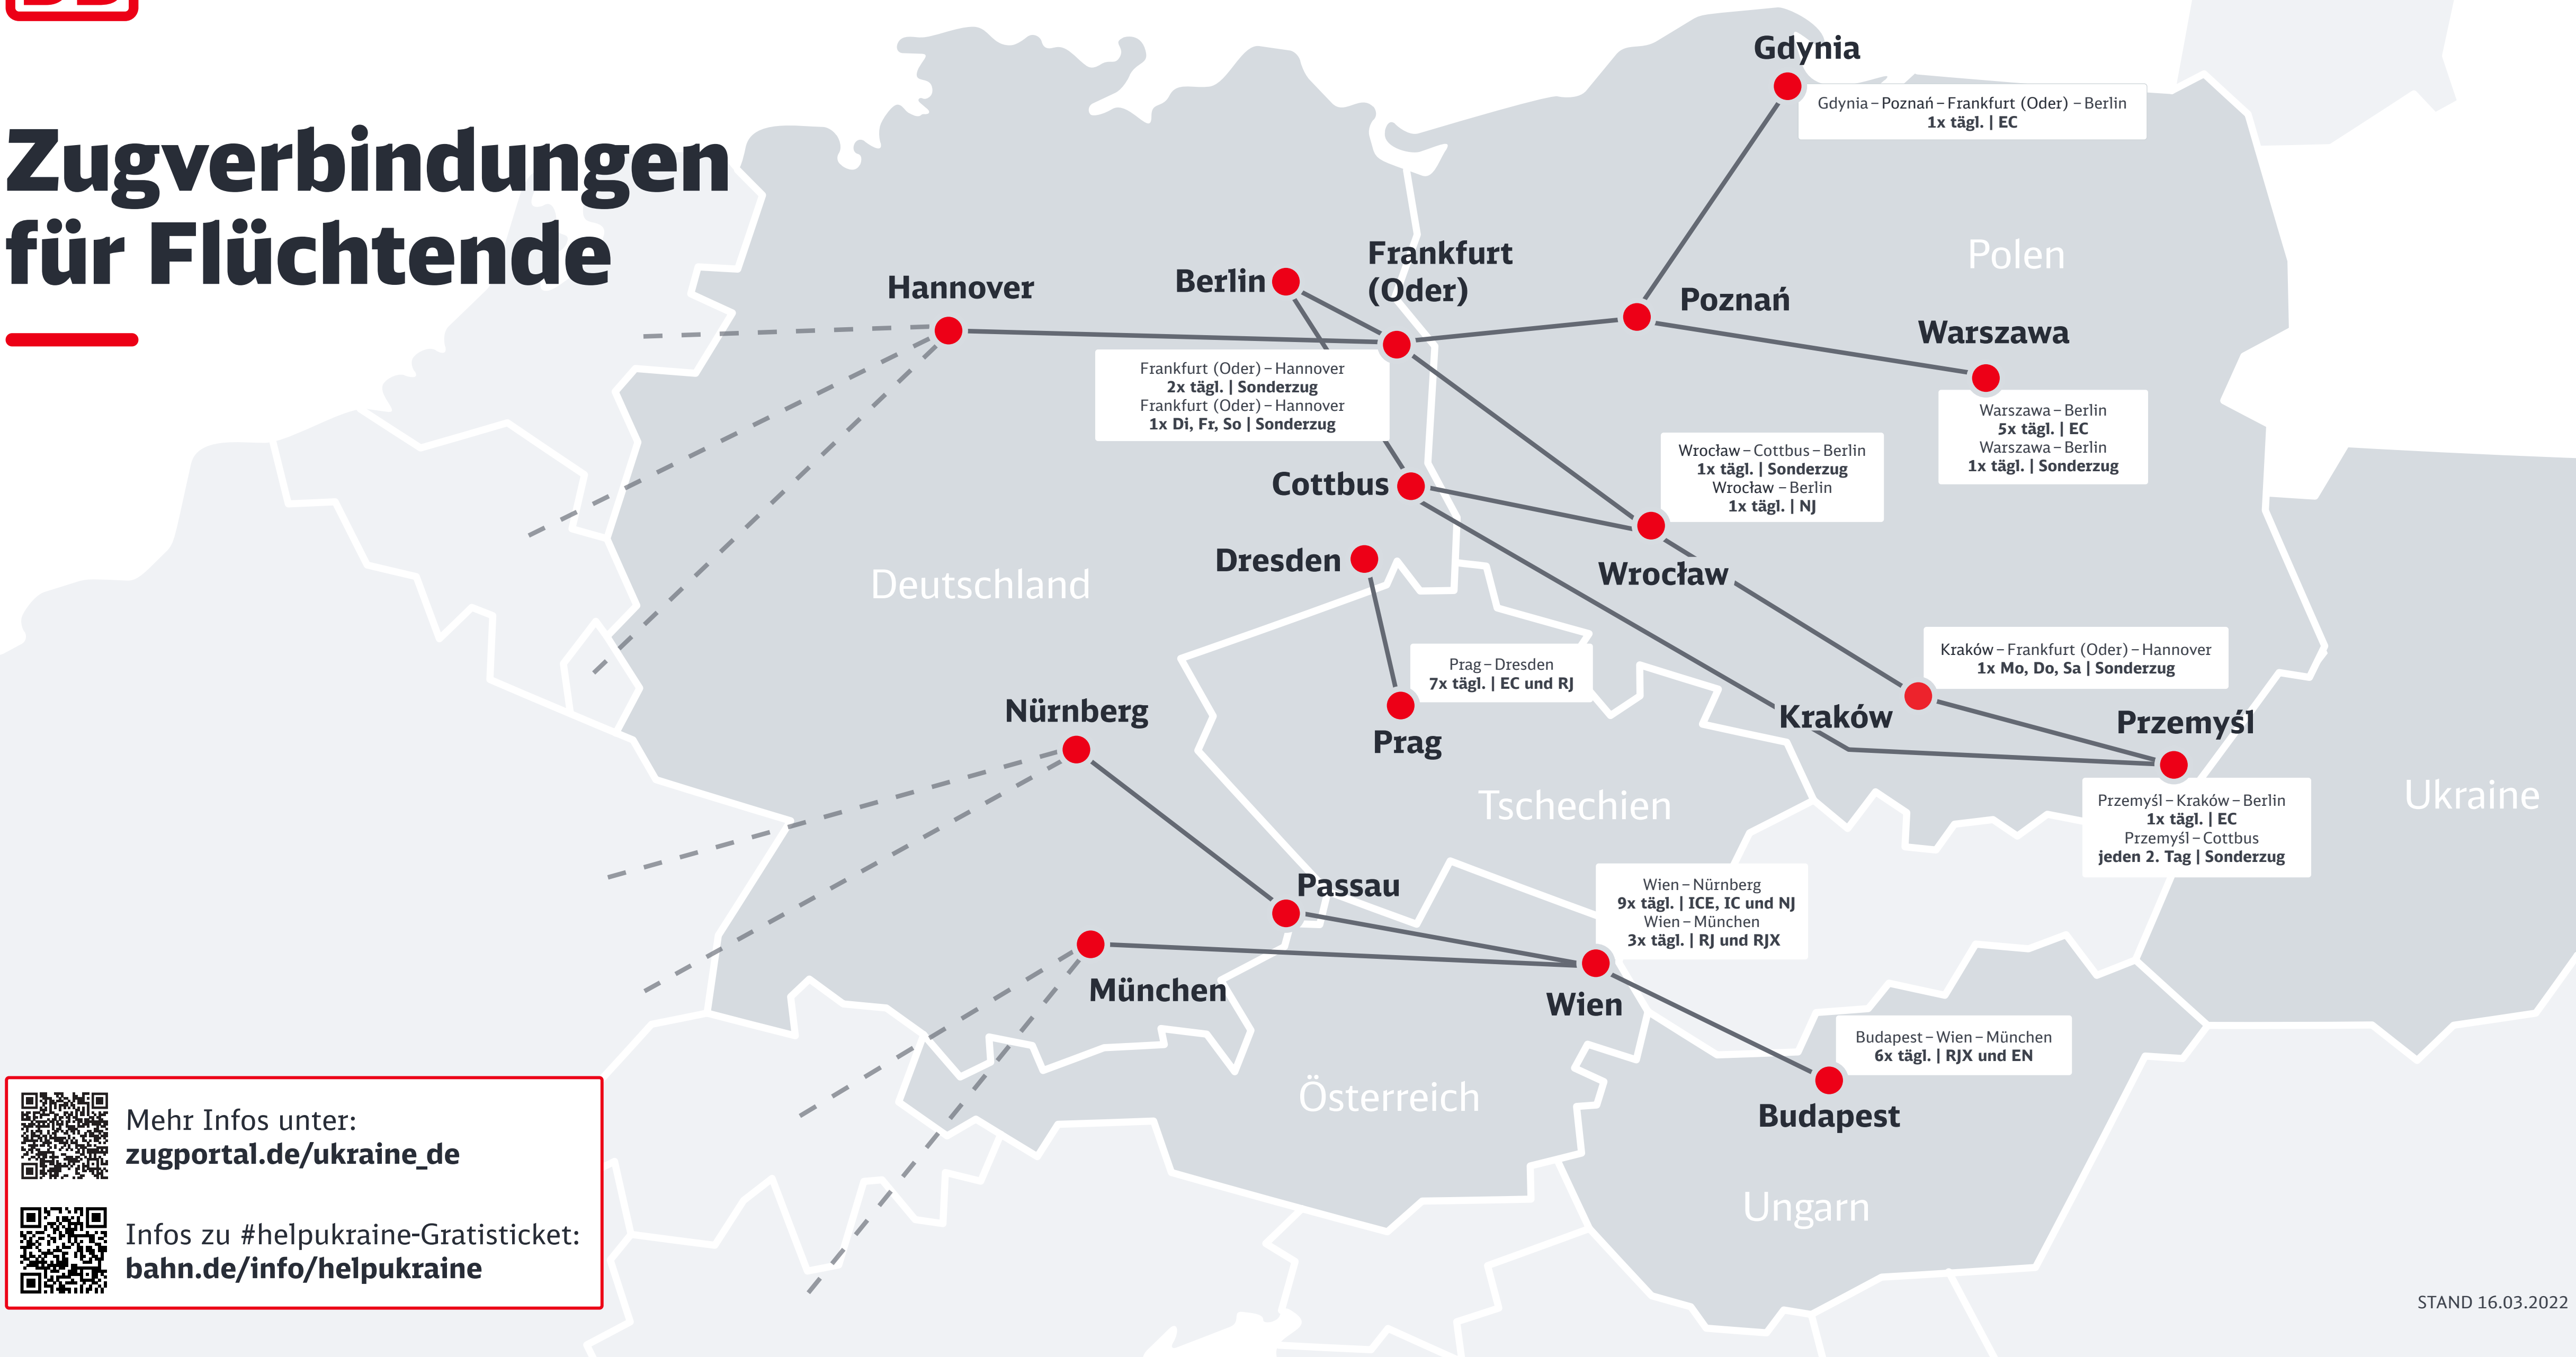 Zugverbindungen
für Flüchtende
Gdynia
Gdynia – Poznań – Frankfurt (Oder) – Berlin
1x tägl. | EC
Polen
Frankfurt
(Oder)
Berlin
Hannover
Poznań
Warszawa
Frankfurt (Oder) – Hannover
2x tägl. | Sonderzug
Frankfurt (Oder) – Hannover
1x Di, Fr, So | Sonderzug
Warszawa – Berlin
5x tägl. | EC
Warszawa – Berlin
1x tägl. | Sonderzug
Wrocław – Cottbus – Berlin
1x tägl. | Sonderzug
Wrocław – Berlin
1x tägl. | NJ
Cottbus
Dresden
Wrocław
Deutschland
Kraków – Frankfurt (Oder) – Hannover
1x Mo, Do, Sa | Sonderzug
Prag – Dresden
7x tägl. | EC und RJ
Nürnberg
Kraków
Przemyśl
Prag
Ukraine
Tschechien
Przemyśl – Kraków – Berlin
1x tägl. | EC
Przemyśl – Cottbus
jeden 2. Tag | Sonderzug
Passau
Wien – Nürnberg
9x tägl. | ICE, IC und NJ
Wien – München
3x tägl. | RJ und RJX
München
Wien
Budapest – Wien – München
6x tägl. | RJX und EN
Österreich
Budapest
Ungarn
Mehr Infos unter:
zugportal.de/ukraine_de
Infos zu #helpukraine-Gratisticket:
bahn.de/info/helpukraine
STAND 16.03.2022